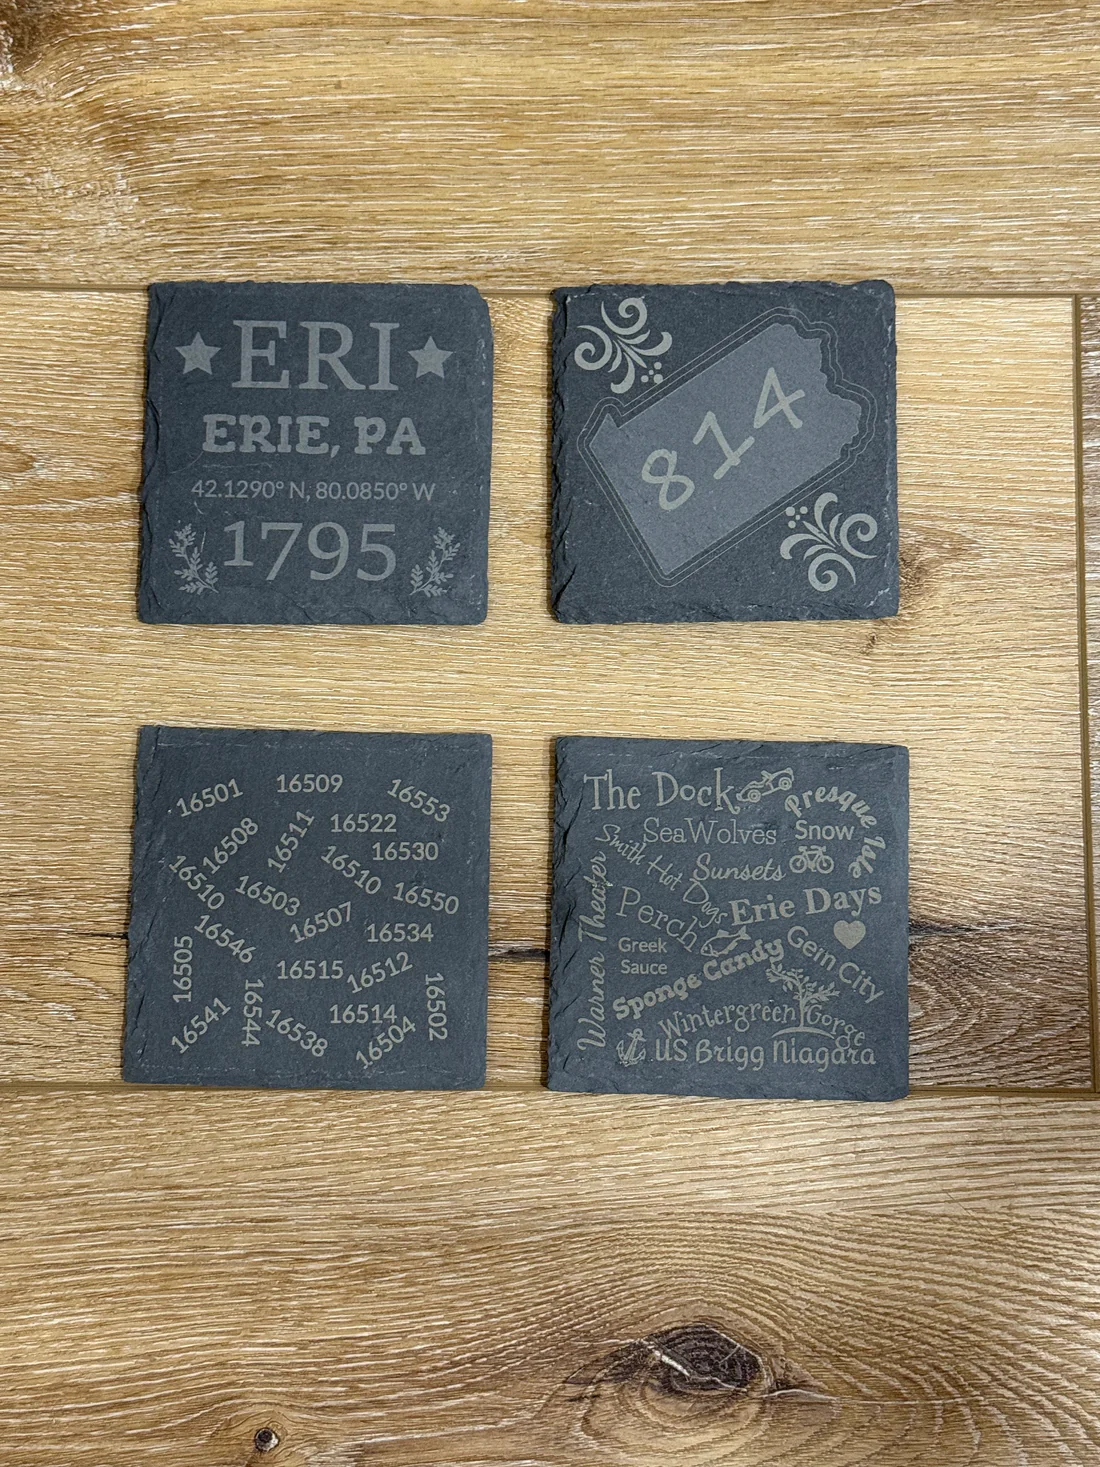 ERI
ERIE, PA
42.1290° N, 80.0850° W
1795
814
16501
16509
16553
16508
16511
16522
16530
16510
16503
16510
16550
16507
16546
16534
16505
16515
16512
16502
16541
16544
16538
16514
16504
The Dock
Presque Isle
SeaWolves
Snow
Smith Hot Dogs
Sunsets
Warner Theater
Perch
Erie Days
Greek
Sauce
Sponge Candy
Gem City
Wintergreen Gorge
US Brigg Niagara